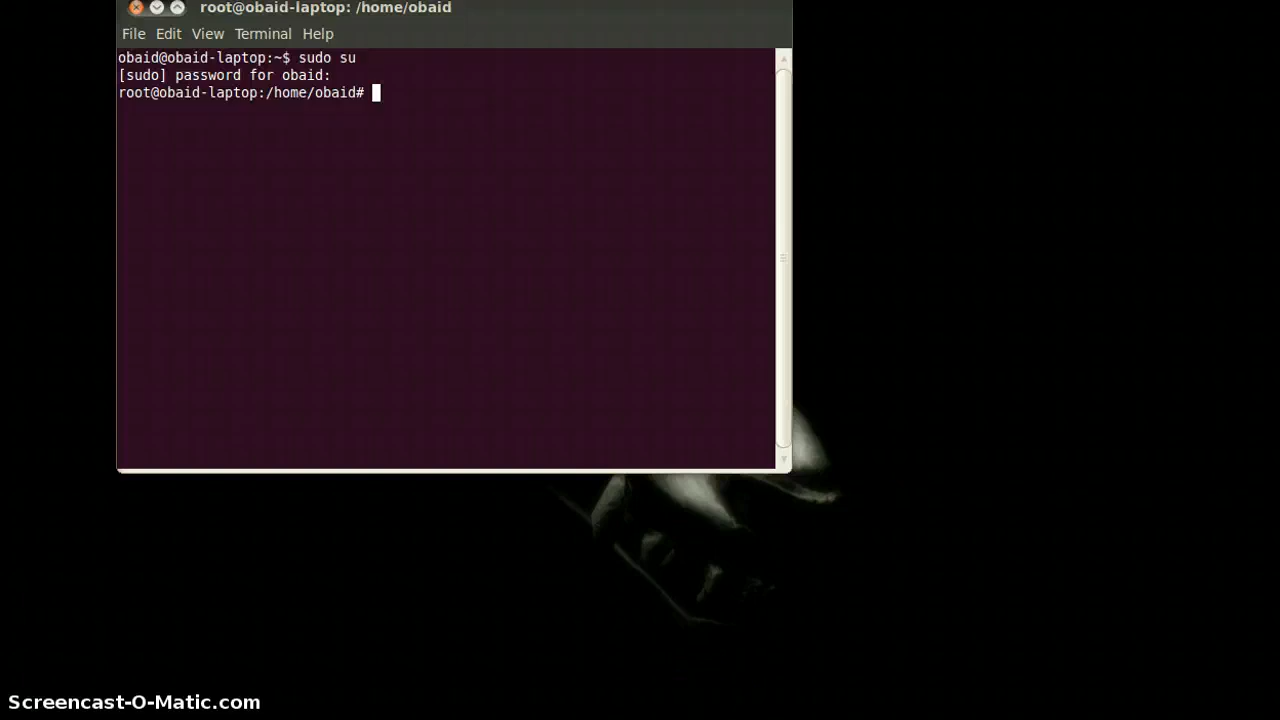 root@obaid-laptop: /home/obaid
File Edit View Terminal Help
obaid@obaid-laptop:~$ sudo su
[sudo] password for obaid:
root@obaid-laptop:/home/obaid#
Screencast-O-Matic.com